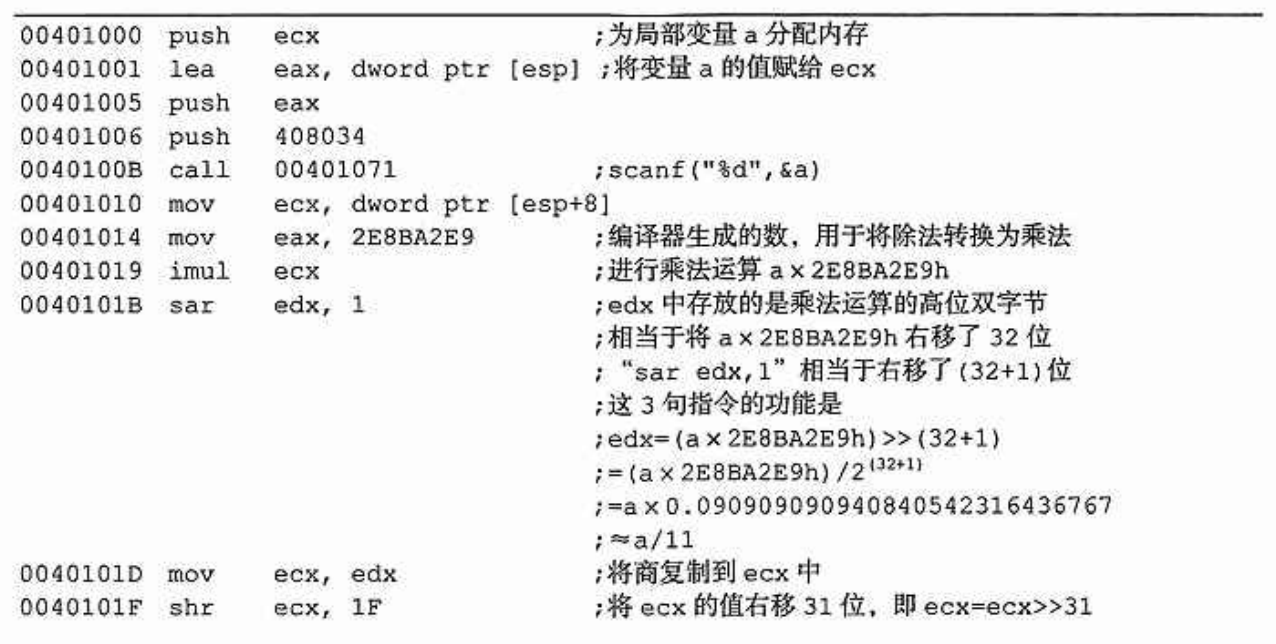 00401000 push ecx ;为局部变量 a 分配内存
00401001 lea eax, dword ptr [esp] ;将变量 a 的值赋给 ecx
00401005 push eax
00401006 push 408034
0040100B call 00401071 ;scanf("%d",&a)
00401010 mov ecx, dword ptr [esp+8]
00401014 mov eax, 2E8BA2E9 ;编译器生成的数，用于将除法转换为乘法
00401019 imul ecx ;进行乘法运算 a×2E8BA2E9h
0040101B sar edx, 1 ;edx 中存放的是乘法运算的高位双字节
;相当于将 a×2E8BA2E9h 右移了 32 位
; “sar edx,1” 相当于右移了(32+1)位
;这 3 句指令的功能是
;edx=(a×2E8BA2E9h)>>(32+1)
;=(a×2E8BA2E9h)/2^(32+1)
;=a×0.090909090940840542316436767
;≈a/11
0040101D mov ecx, edx ;将商复制到 ecx 中
0040101F shr ecx, 1F ;将 ecx 的值右移 31 位，即 ecx=ecx>>31